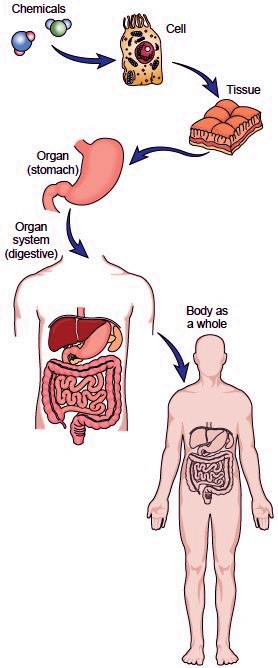 Chemicals
Cell
Tissue
Organ
(stomach)
Organ
system
(digestive)
Body as
a whole